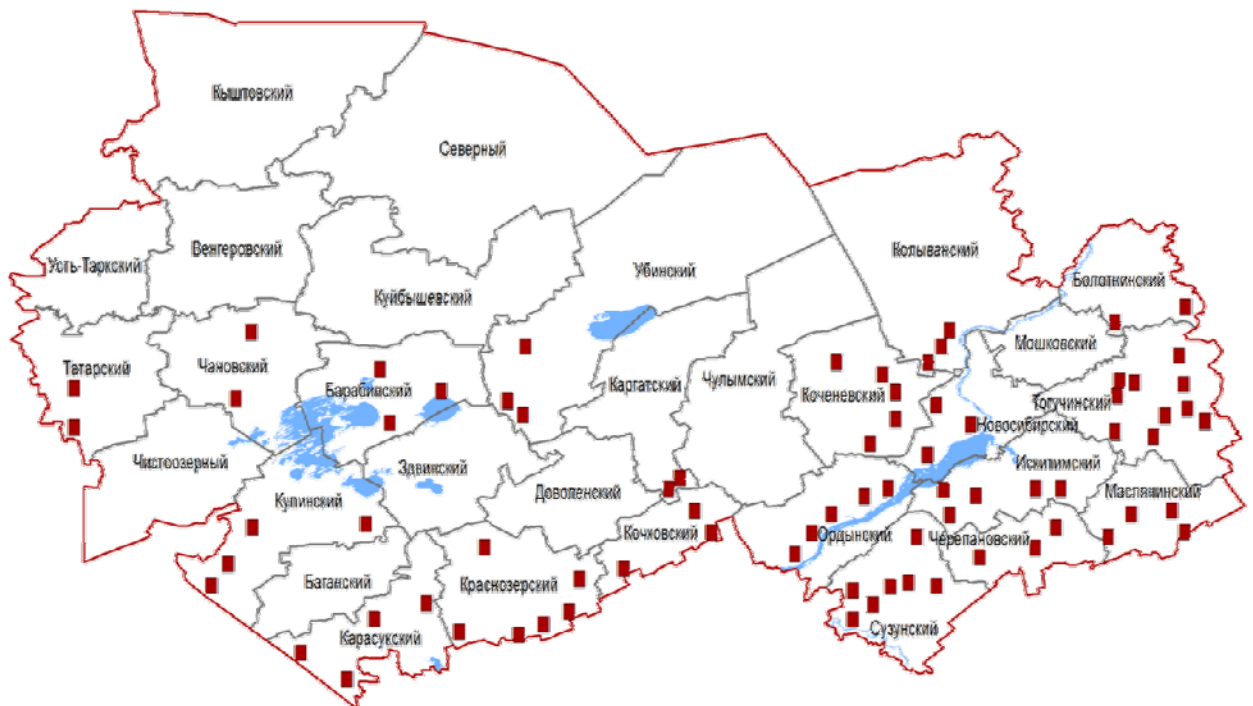 Кыштовский
Северный
Венгеровский
Усть-Таркский
Куйбышевский
Убинский
Колыванский
Болотнинский
Мошковский
Татарский
Чановский
Барабинский
Каргатский
Чулымский
Коченевский
Тогучинский
Новосибирский
Чистоозерный
Здвинский
Доволенский
Искитимский
Маслянинский
Купинский
Кочковский
Ордынский
Черепановский
Баганский
Краснозерский
Карасукский
Сузунский